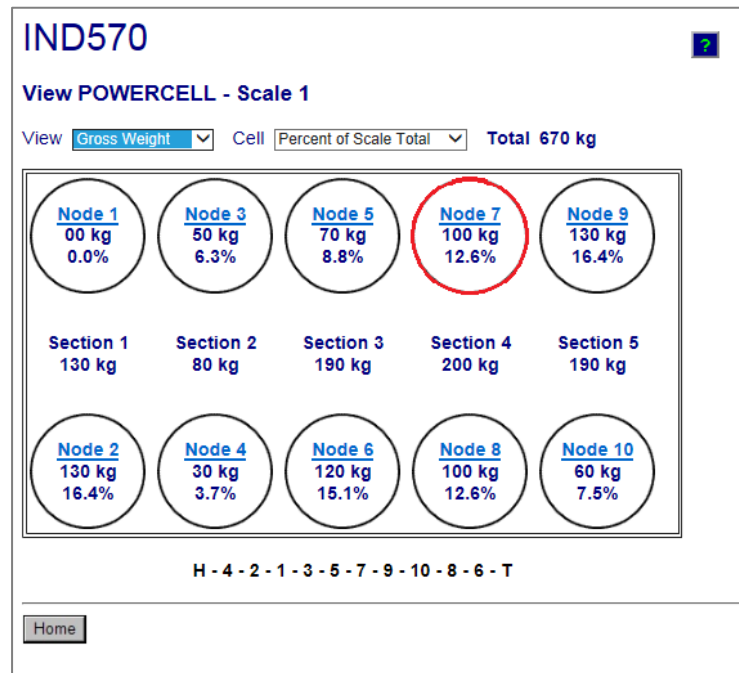 IND570
?
View POWERCELL - Scale 1
View Gross Weight Cell Percent of Scale Total Total 670 kg
Node 1 Node 3 Node 5 Node 7 Node 9
00 kg 50 kg 70 kg 100 kg 130 kg
0.0% 6.3% 8.8% 12.6% 16.4%
Section 1 Section 2 Section 3 Section 4 Section 5
130 kg 80 kg 190 kg 200 kg 190 kg
Node 2 Node 4 Node 6 Node 8 Node 10
130 kg 30 kg 120 kg 100 kg 60 kg
16.4% 3.7% 15.1% 12.6% 7.5%
H - 4 - 2 - 1 - 3 - 5 - 7 - 9 - 10 - 8 - 6 - T
Home